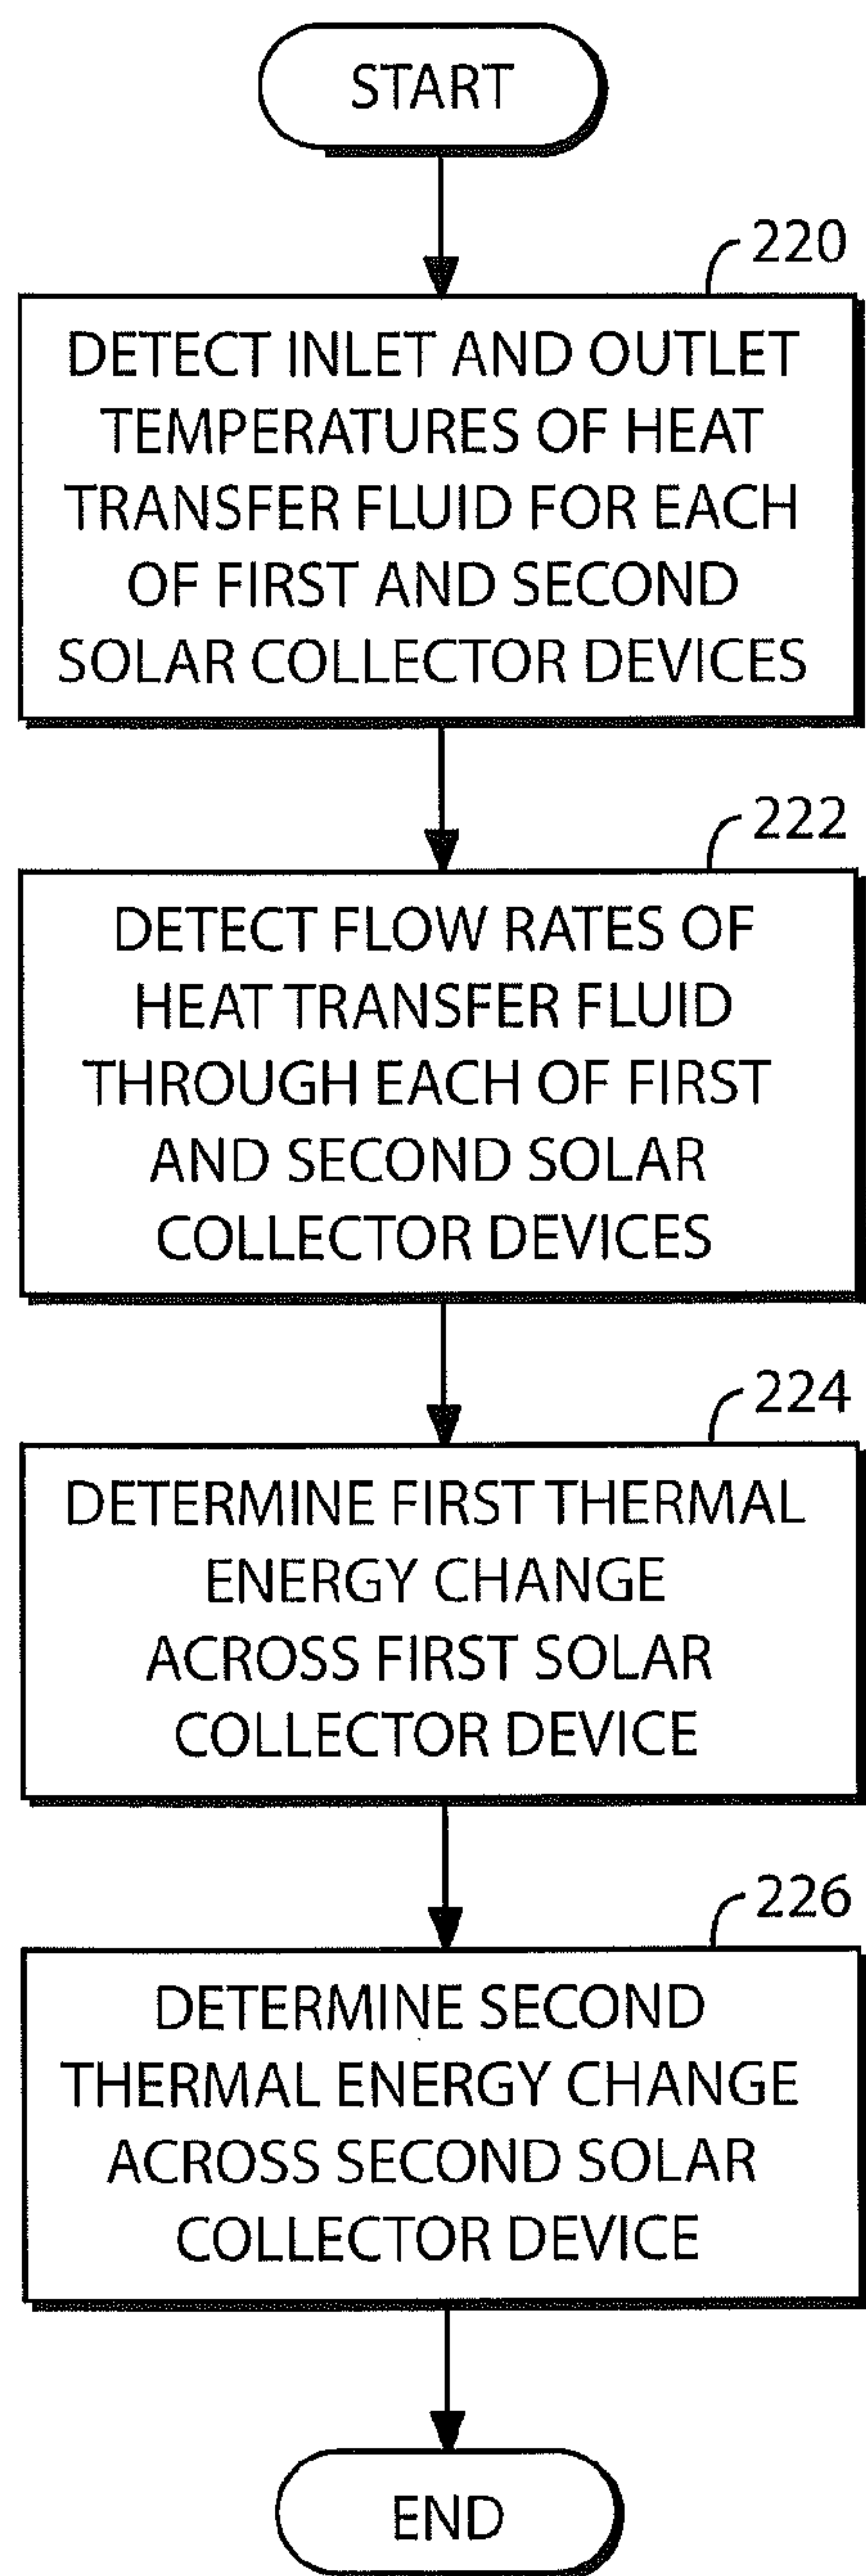 START
220
DETECT INLET AND OUTLET
TEMPERATURES OF HEAT
TRANSFER FLUID FOR EACH
OF FIRST AND SECOND
SOLAR COLLECTOR DEVICES
222
DETECT FLOW RATES OF
HEAT TRANSFER FLUID
THROUGH EACH OF FIRST
AND SECOND SOLAR
COLLECTOR DEVICES
224
DETERMINE FIRST THERMAL
ENERGY CHANGE
ACROSS FIRST SOLAR
COLLECTOR DEVICE
226
DETERMINE SECOND
THERMAL ENERGY CHANGE
ACROSS SECOND SOLAR
COLLECTOR DEVICE
END